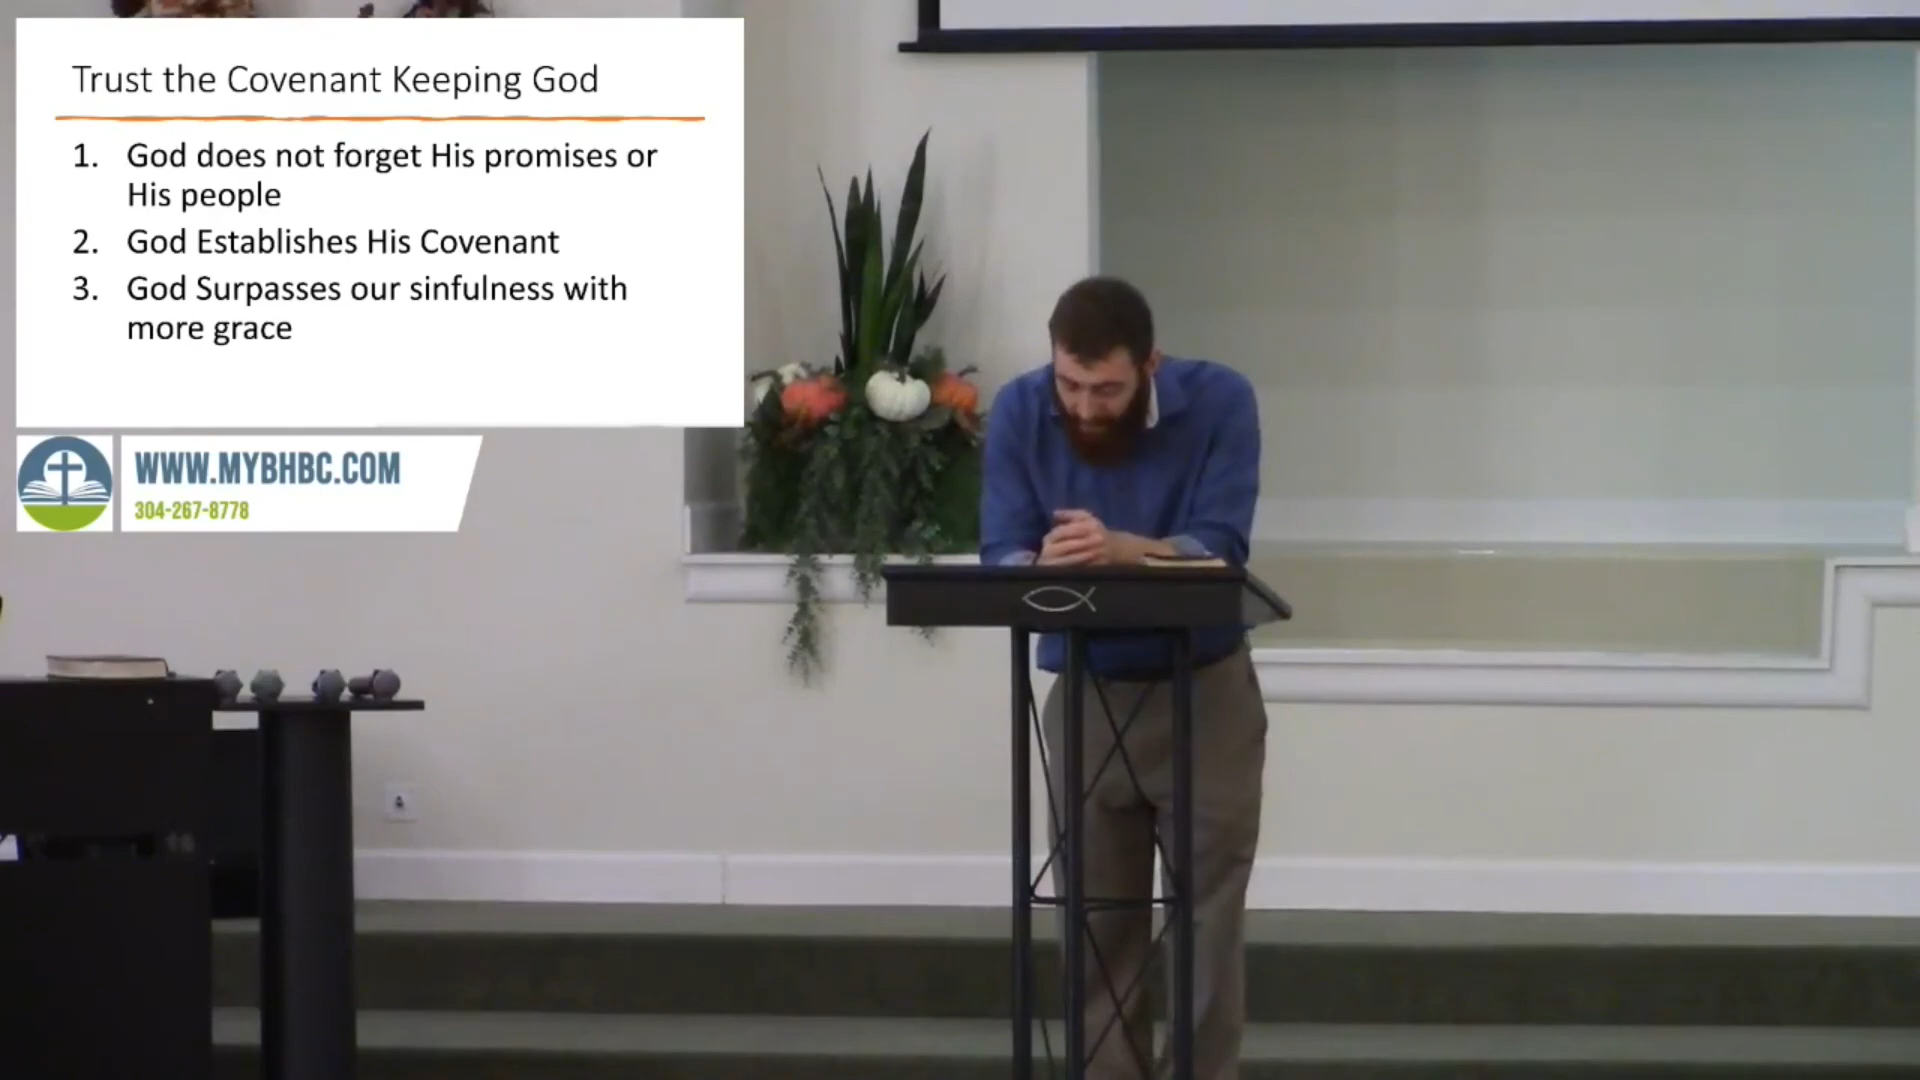 Trust the Covenant Keeping God
1. God does not forget His promises or
His people
2. God Establishes His Covenant
3. God Surpasses our sinfulness with
more grace
WWW.MYBHBC.COM
304-267-8778